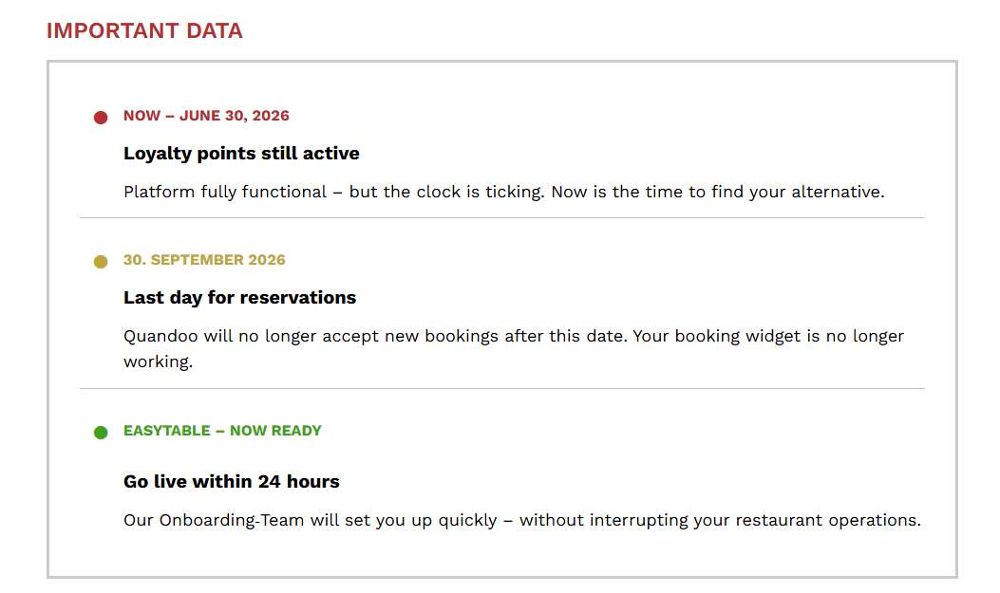 IMPORTANT DATA
NOW – JUNE 30, 2026
Loyalty points still active
Platform fully functional – but the clock is ticking. Now is the time to find your alternative.
30. SEPTEMBER 2026
Last day for reservations
Quandoo will no longer accept new bookings after this date. Your booking widget is no longer
working.
EASYTABLE – NOW READY
Go live within 24 hours
Our Onboarding-Team will set you up quickly – without interrupting your restaurant operations.